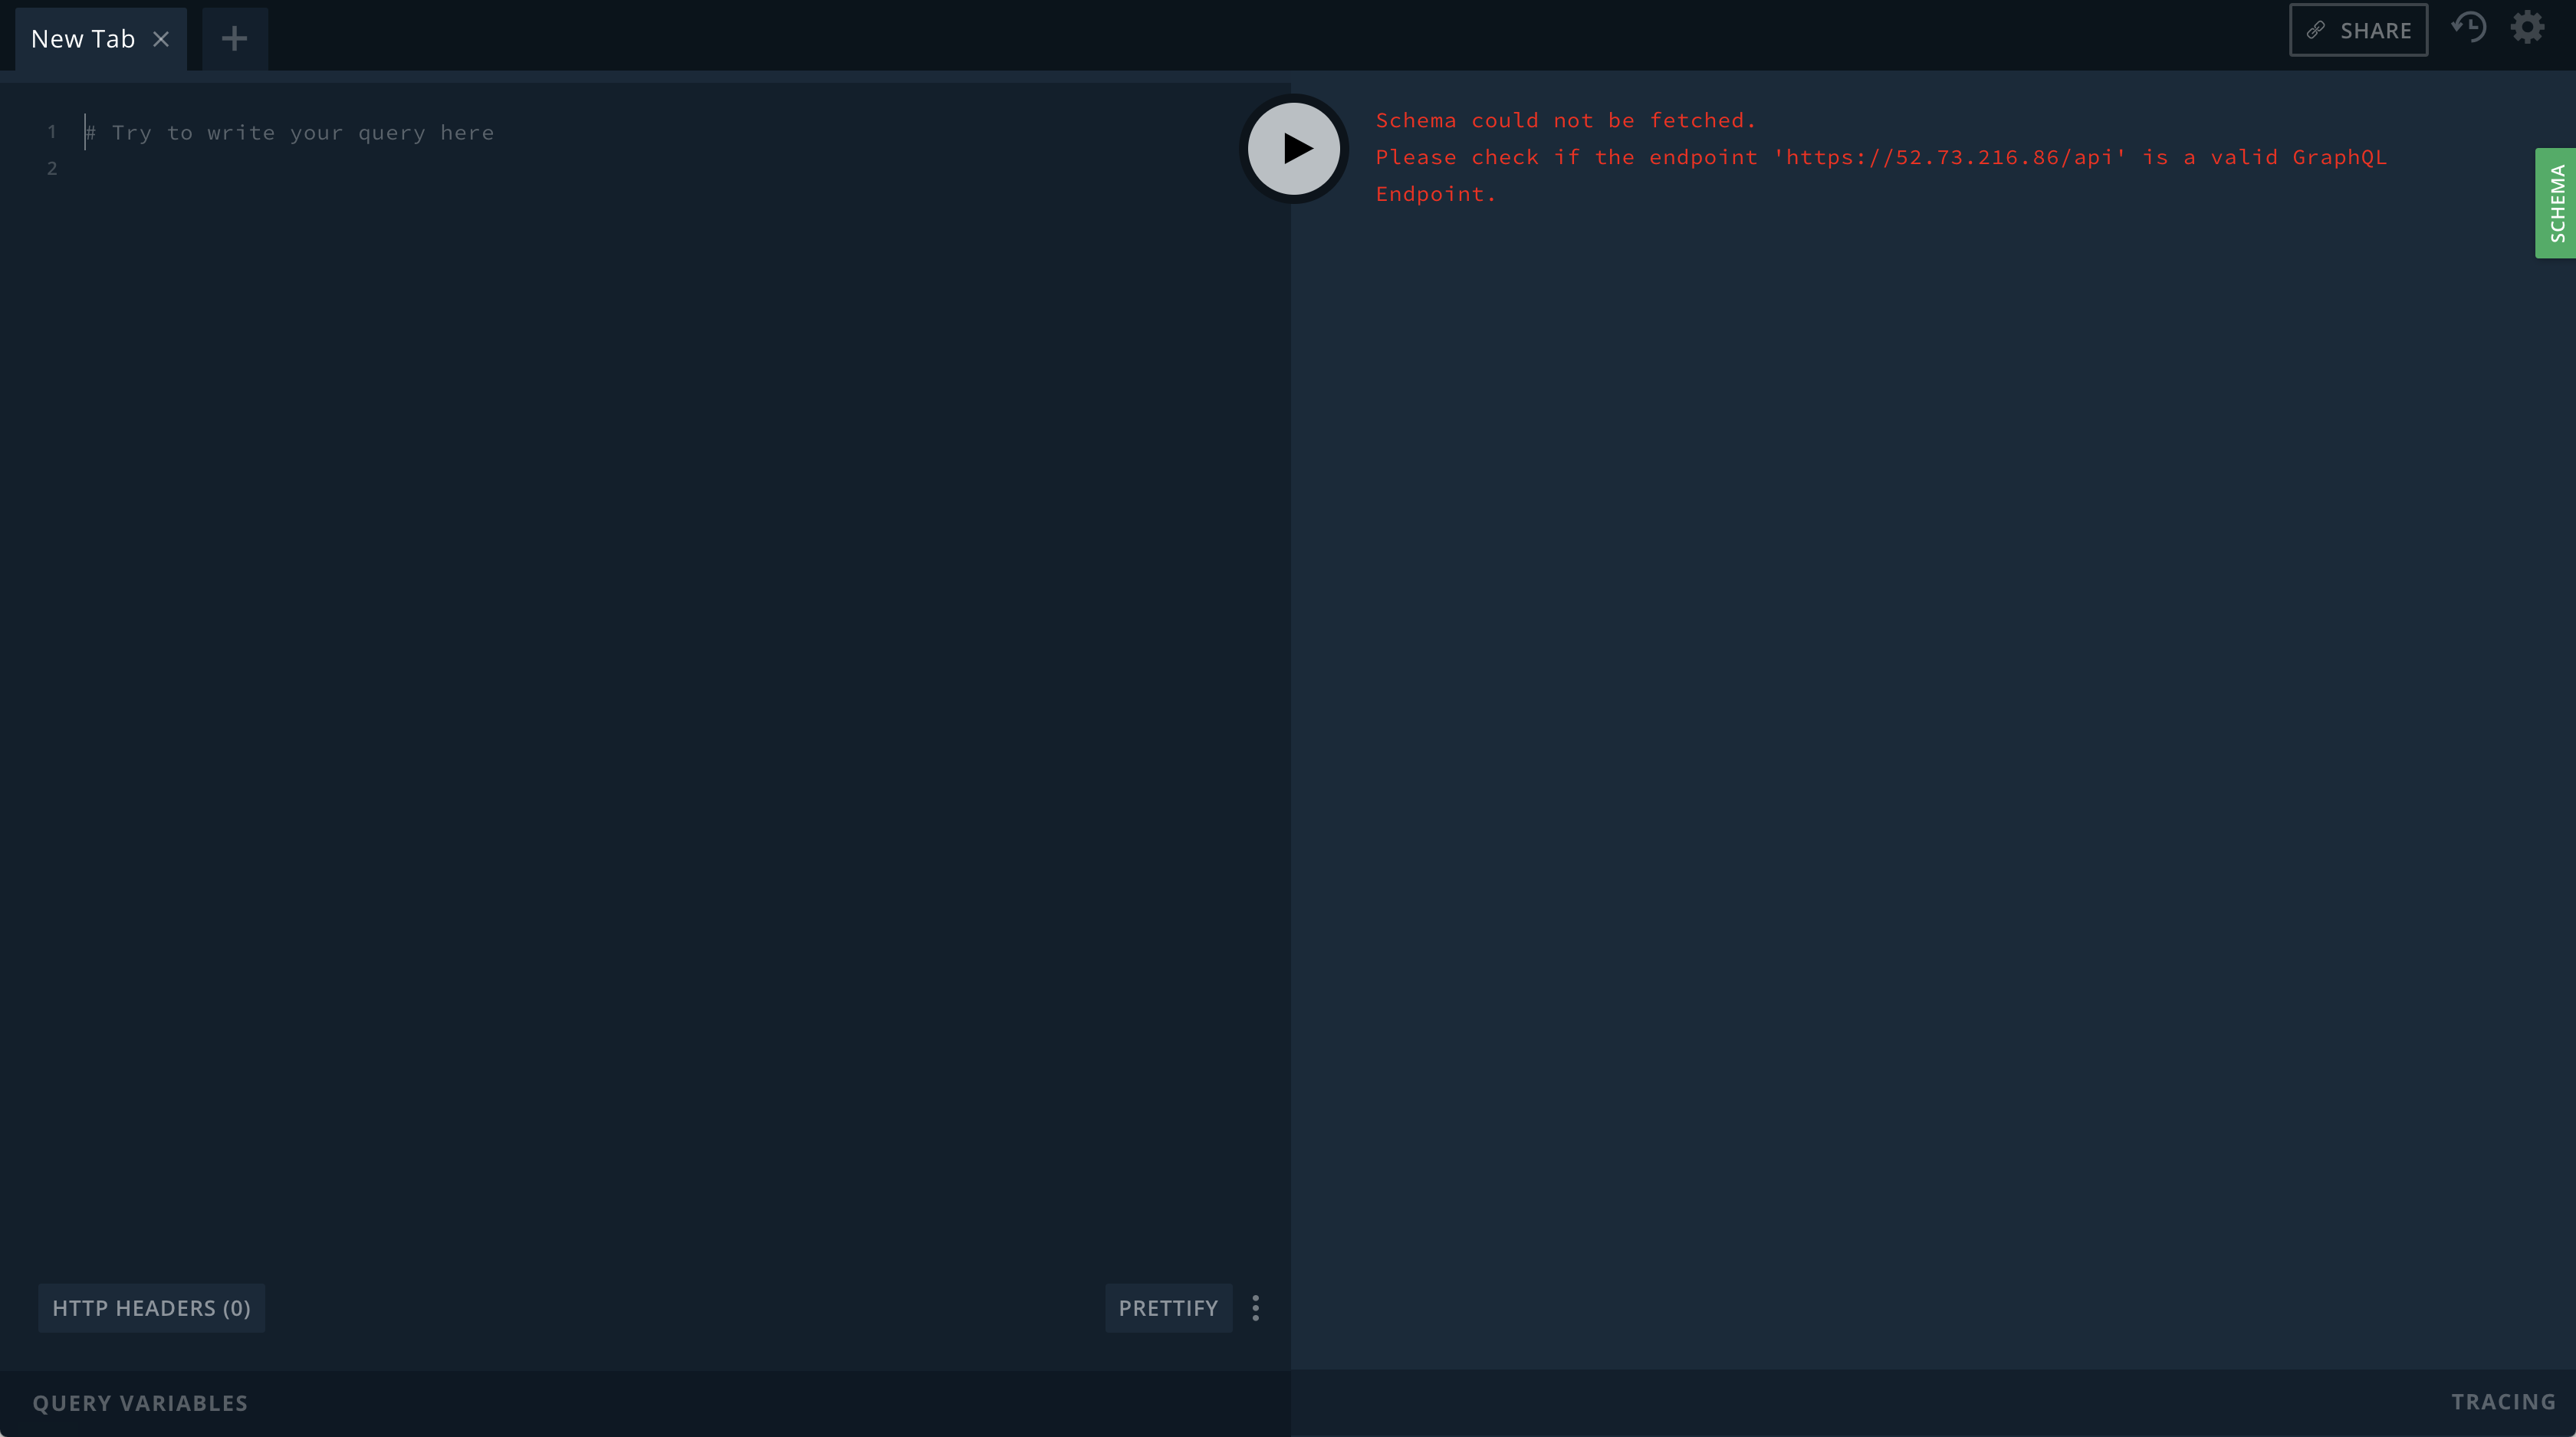 New Tab
SHARE
1 # Try to write your query here
2
Schema could not be fetched.
Please check if the endpoint 'https://52.73.216.86/api' is a valid GraphQL
Endpoint.
SCHEMA
HTTP HEADERS (0)
PRETTIFY
QUERY VARIABLES
TRACING